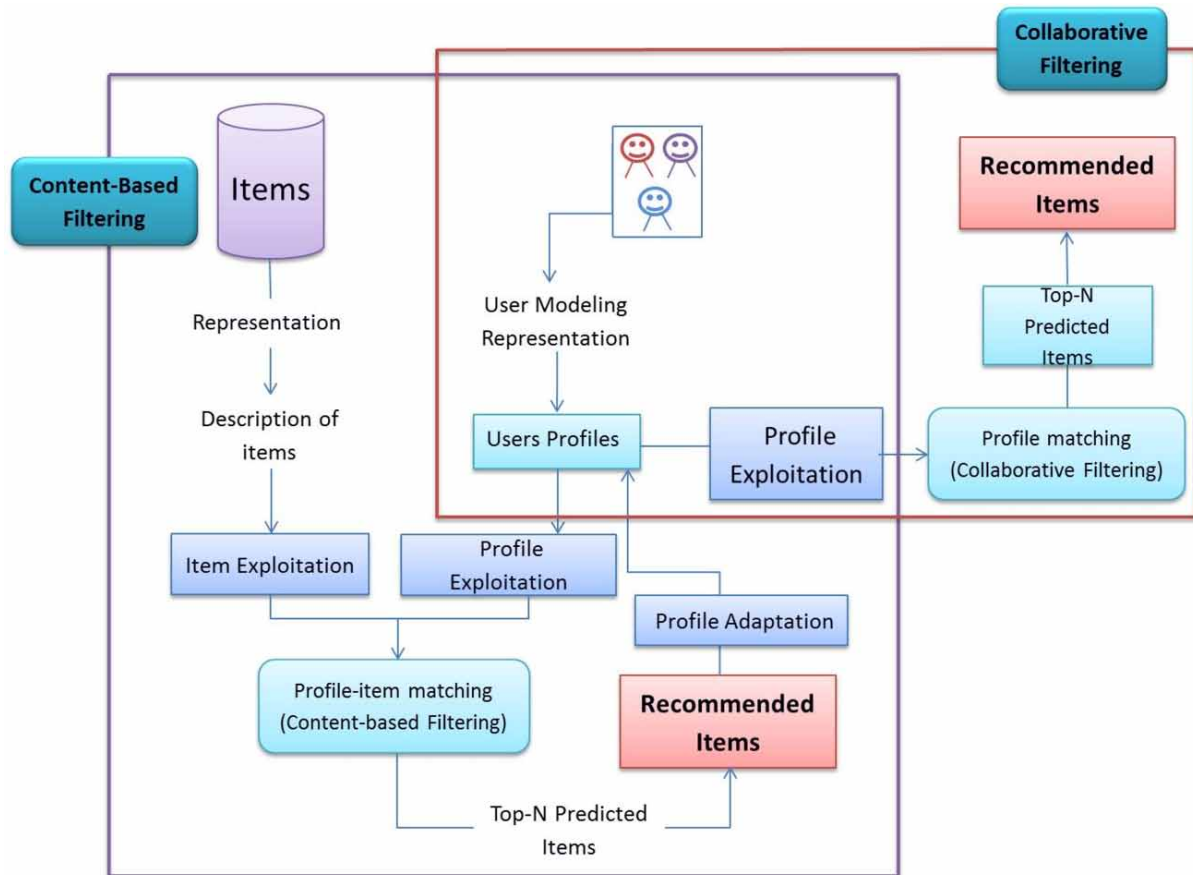 Collaborative
Filtering
Content-Based
Filtering
Items
Recommended
Items
Representation
User Modeling
Representation
Top-N
Predicted
Items
Description of
items
Users Profiles
Profile
Exploitation
Profile matching
(Collaborative Filtering)
Item Exploitation
Profile
Exploitation
Profile Adaptation
Profile-item matching
(Content-based Filtering)
Recommended
Items
Top-N Predicted
Items